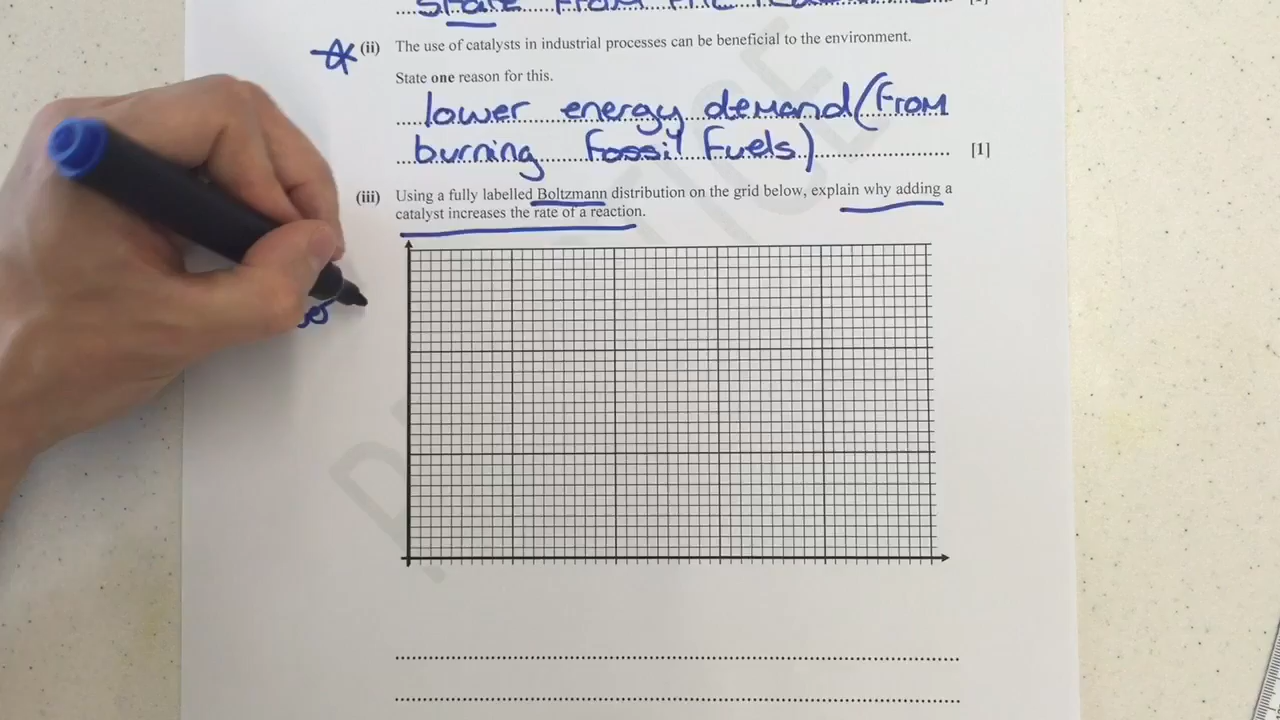 (ii) The use of catalysts in industrial processes can be beneficial to the environment.
State one reason for this.
lower energy demand (From
burning Fossil Fuels)
[1]
(iii) Using a fully labelled Boltzmann distribution on the grid below, explain why adding a
catalyst increases the rate of a reaction.